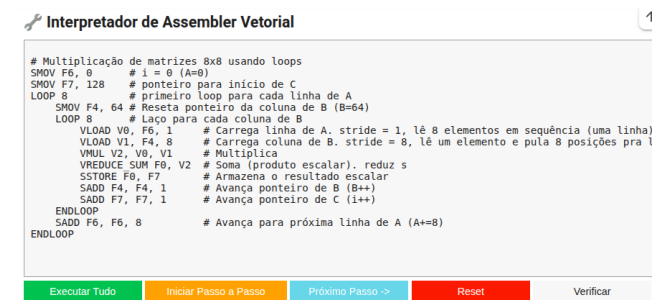 Interpretador de Assembler Vetorial
# Multiplicação de matrizes 8x8 usando loops
SMOV F6, 0 # i = 0 (A=0)
SMOV F7, 128 # ponteiro para início de C
LOOP 8 # primeiro loop para cada linha de A
SMOV F4, 64 # Reseta ponteiro da coluna de B (B=64)
LOOP 8 # Laço para cada coluna de B
VLOAD V0, F6, 1 # Carrega linha de A. stride = 1, lê 8 elementos em sequência (uma linha)
VLOAD V1, F4, 8 # Carrega coluna de B. stride = 8, lê um elemento e pula 8 posições pra
VMUL V2, V0, V1 # Multiplica
VREDUCE_SUM F0, V2 # Soma (produto escalar). reduz s
SSTORE F0, F7 # Armazena o resultado escalar
SADD F4, F4, 1 # Avança ponteiro de B (B++)
SADD F7, F7, 1 # Avança ponteiro de C (i++)
ENDLOOP
SADD F6, F6, 8 # Avança para próxima linha de A (A+=8)
ENDLOOP
Executar Tudo Iniciar Passo a Passo Próximo Passo -> Reset Verificar